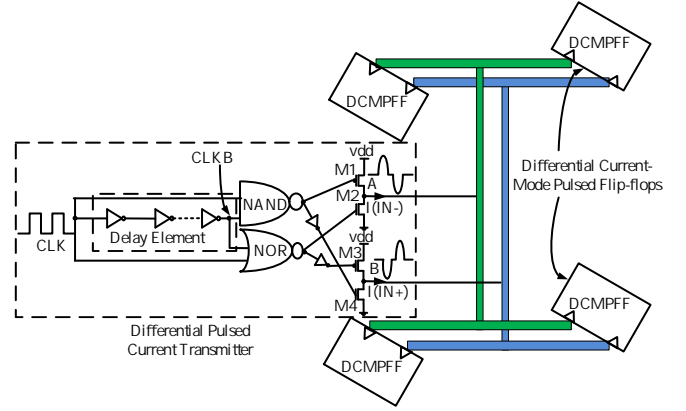 DCMPFF
DCMPFF
CLKB
vdd
M1
A
NAND
M2
I(IN-)
Differential Current-
Mode Pulsed Flip-flops
CLK
Delay Element
vdd
NOR
M3
B
I(IN+)
M4
DCMPFF
Differential Pulsed
Current Transmitter
DCMPFF